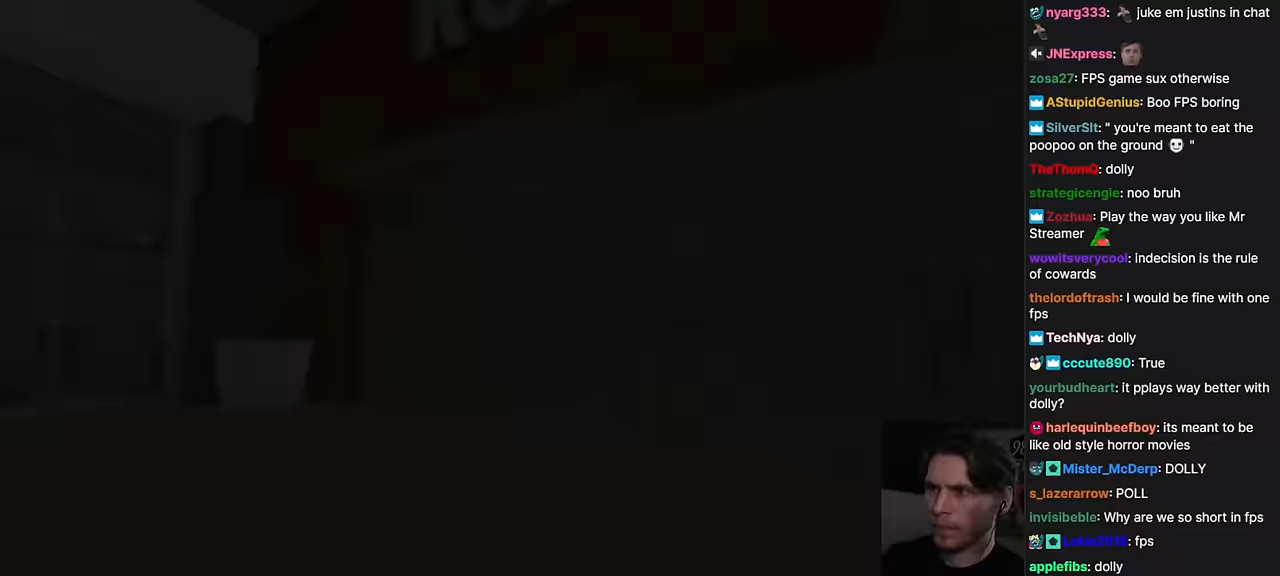 nyarg333: juke em justins in chat
JNExpress:
zosa27: FPS game sux otherwise
AStupidGenius: Boo FPS boring
SilverSlt: " you're meant to eat the
poopoo on the ground "
TheThomO: dolly
strategicengie: noo bruh
Zozhua: Play the way you like Mr
Streamer
wowitsverycool: indecision is the rule
of cowards
thelordoftrash: I would be fine with one
fps
TechNya: dolly
cccute890: True
yourbudheart: it pplays way better with
dolly?
harlequinbeefboy: its meant to be
like old style horror movies
Mister_McDerp: DOLLY
s_lazerarrow: POLL
invisibeble: Why are we so short in fps
: fps
applefibs: dolly